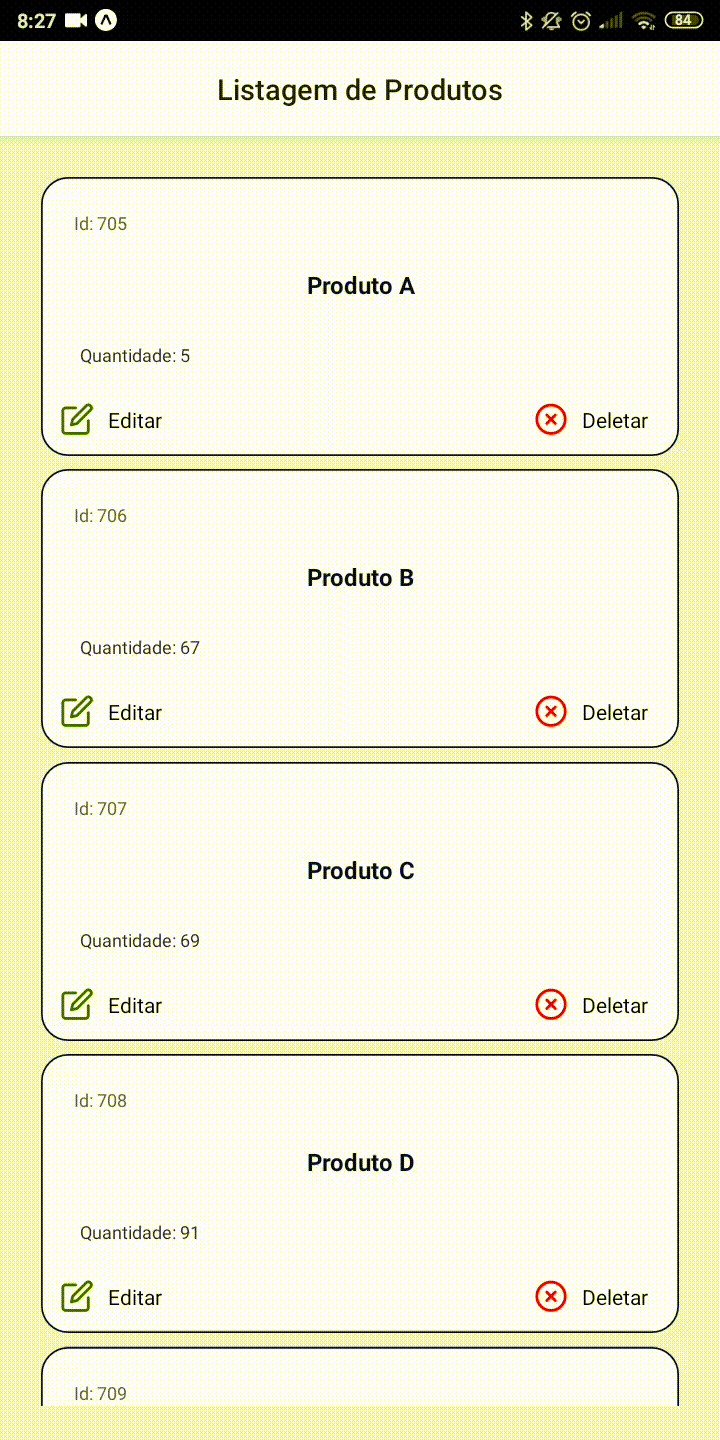 8:27 84
Listagem de Produtos
Id: 705
Produto A
Quantidade: 5
Editar Deletar
Id: 706
Produto B
Quantidade: 67
Editar Deletar
Id: 707
Produto C
Quantidade: 69
Editar Deletar
Id: 708
Produto D
Quantidade: 91
Editar Deletar
Id: 709